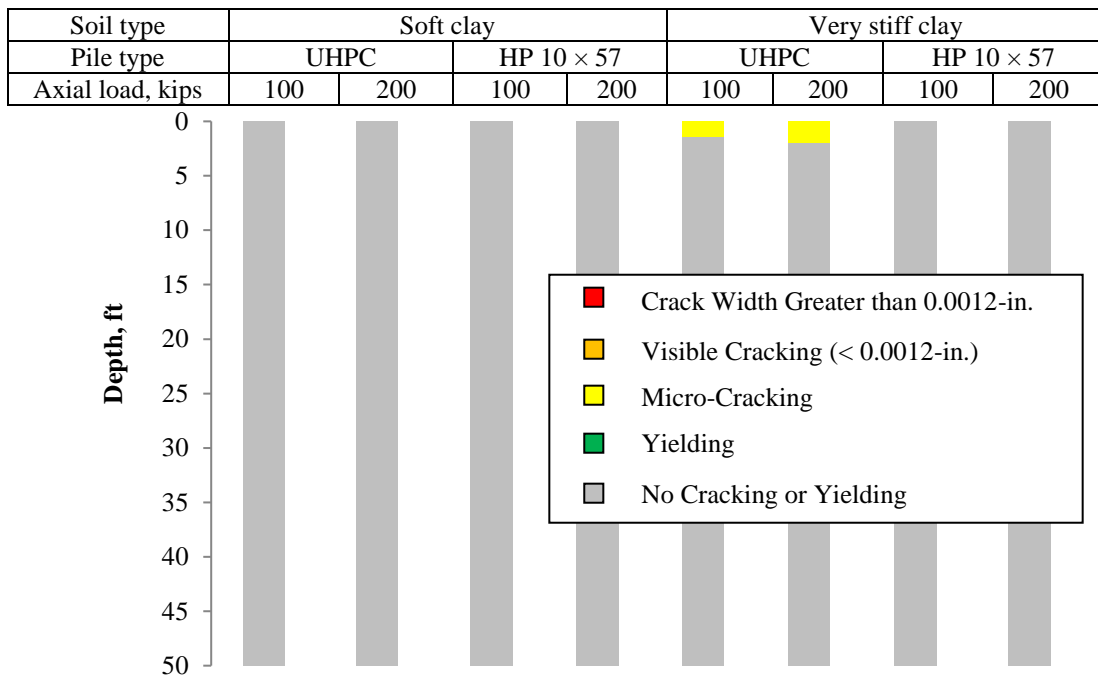 Soil type Soft clay Very stiff clay
Pile type UHPC HP 10 × 57 UHPC HP 10 × 57
Axial load, kips 100 200 100 200 100 200 100 200
0
5
10
15
20
25
30
35
40
45
50
Depth, ft
Crack Width Greater than 0.0012-in.
Visible Cracking (< 0.0012-in.)
Micro-Cracking
Yielding
No Cracking or Yielding